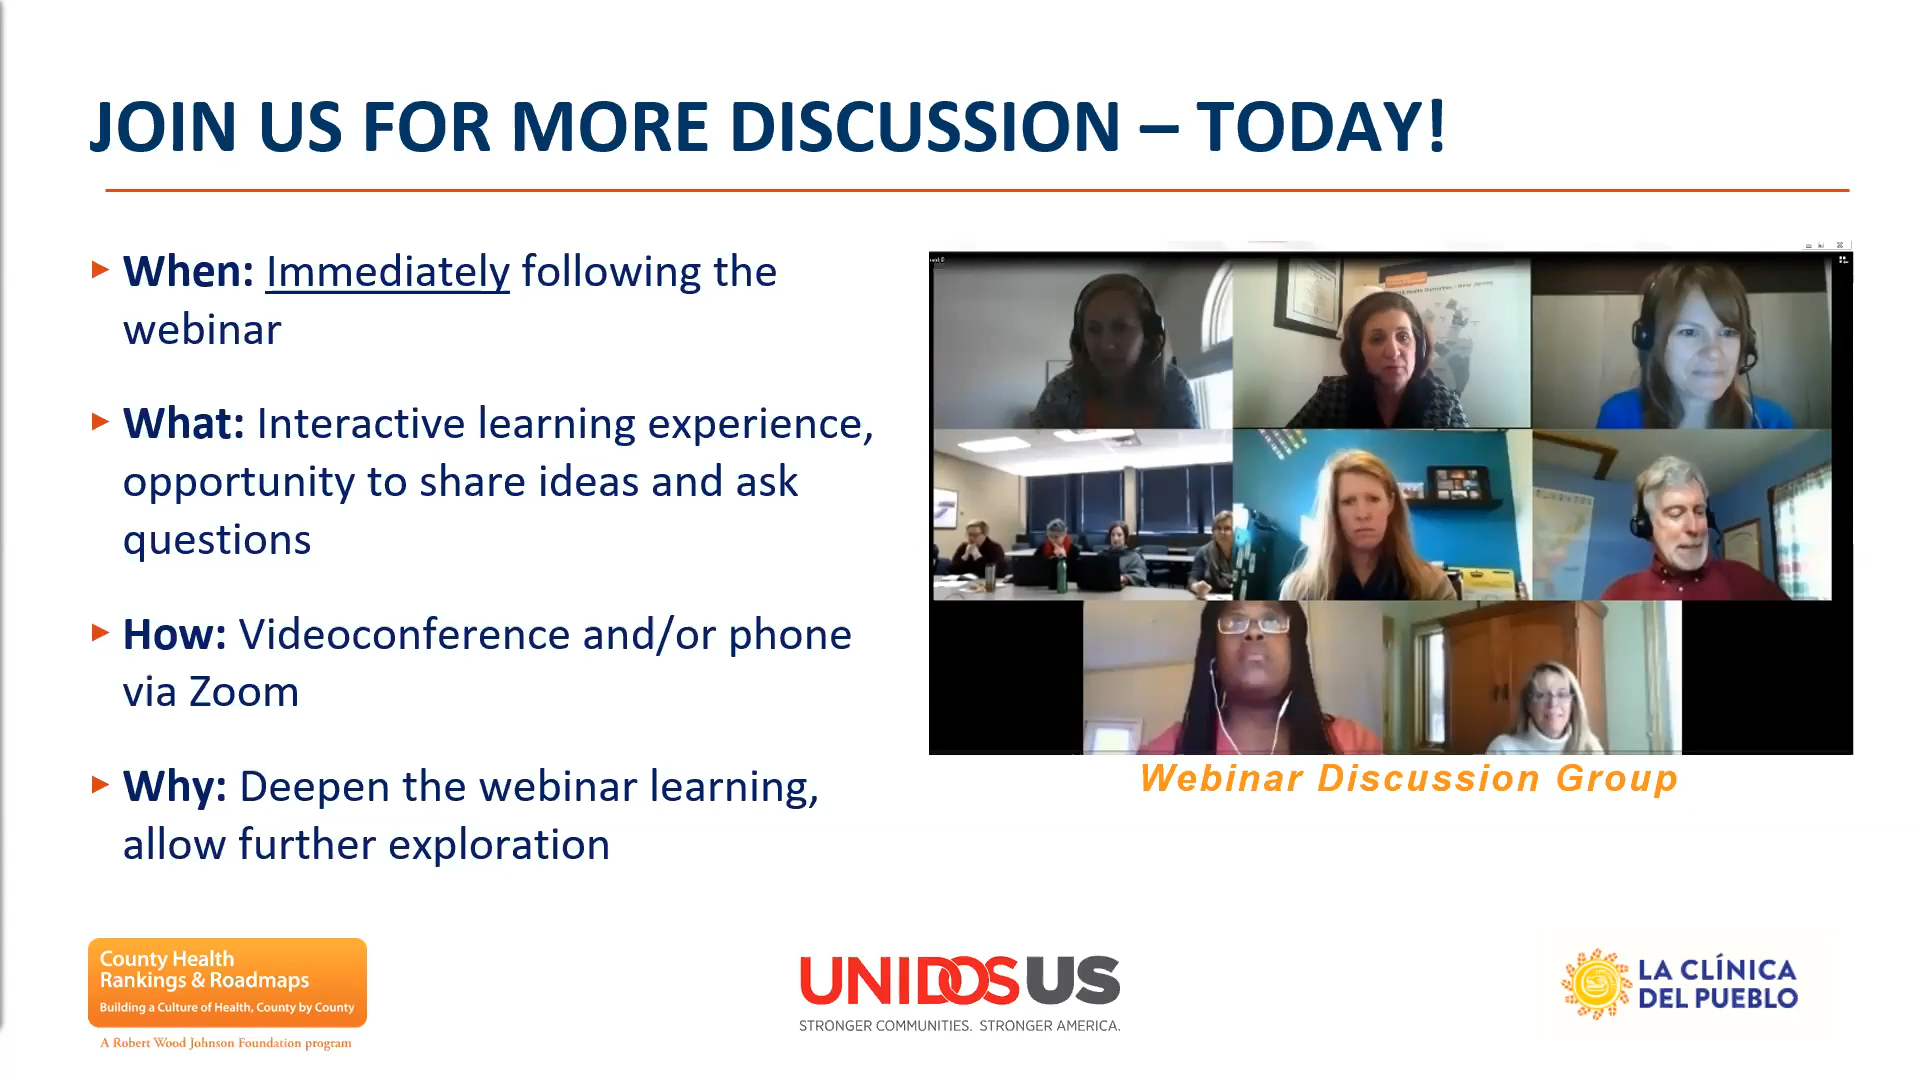 JOIN US FOR MORE DISCUSSION – TODAY!
When: Immediately following the
webinar
What: Interactive learning experience,
opportunity to share ideas and ask
questions
How: Videoconference and/or phone
via Zoom
Why: Deepen the webinar learning,
allow further exploration
Webinar Discussion Group
County Health
Rankings & Roadmaps
Building a Culture of Health, County by County
A Robert Wood Johnson Foundation program
UNIDOSUS
STRONGER COMMUNITIES. STRONGER AMERICA.
LA CLÍNICA
DEL PUEBLO